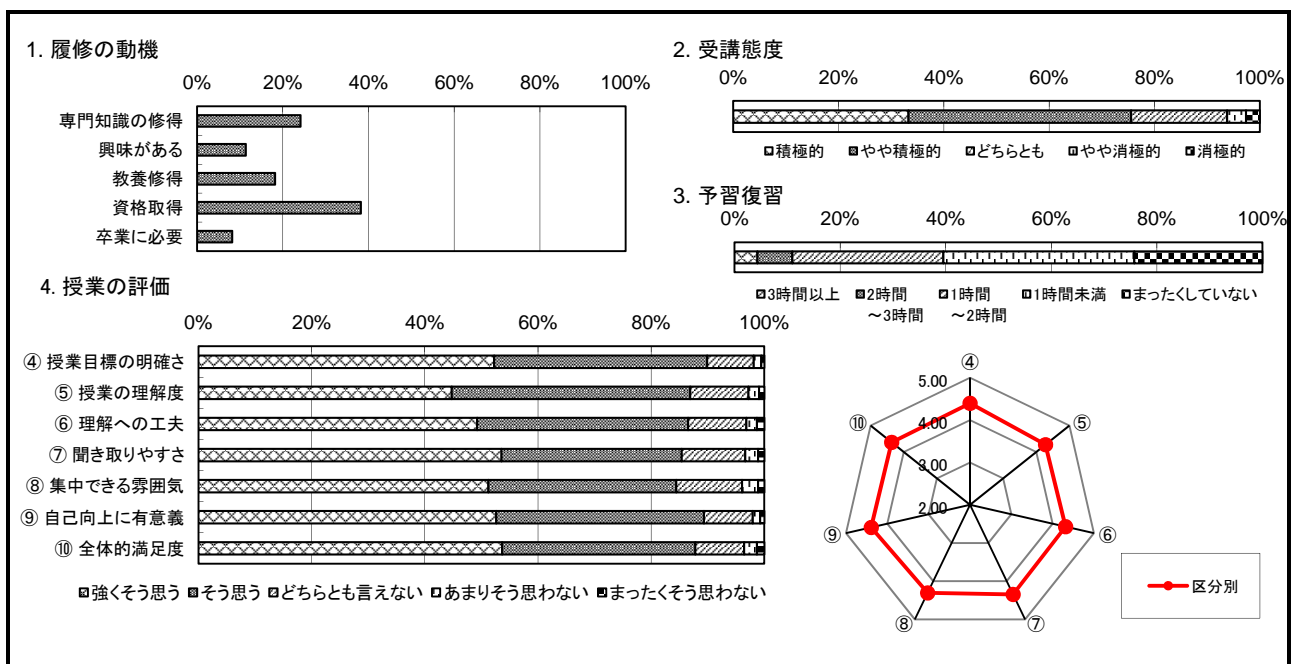 1. 履修の動機
0% 20% 40% 60% 80% 100%
専門知識の修得
興味がある
教養修得
資格取得
卒業に必要
2. 受講態度
0% 20% 40% 60% 80% 100%
積極的 やや積極的 どちらとも やや消極的 消極的
3. 予習復習
0% 20% 40% 60% 80% 100%
3時間以上 2時間 1時間 1時間未満 まったくしていない
～3時間 ～2時間
4. 授業の評価
0% 20% 40% 60% 80% 100%
④ 授業目標の明確さ
⑤ 授業の理解度
⑥ 理解への工夫
⑦ 聞き取りやすさ
⑧ 集中できる雰囲気
⑨ 自己向上に有意義
⑩ 全体的満足度
強くそう思う そう思う どちらとも言えない あまりそう思わない まったくそう思わない
④
5.00
⑩ 4.00 ⑤
3.00
2.00
⑨ ⑥
⑧ ⑦
区分別